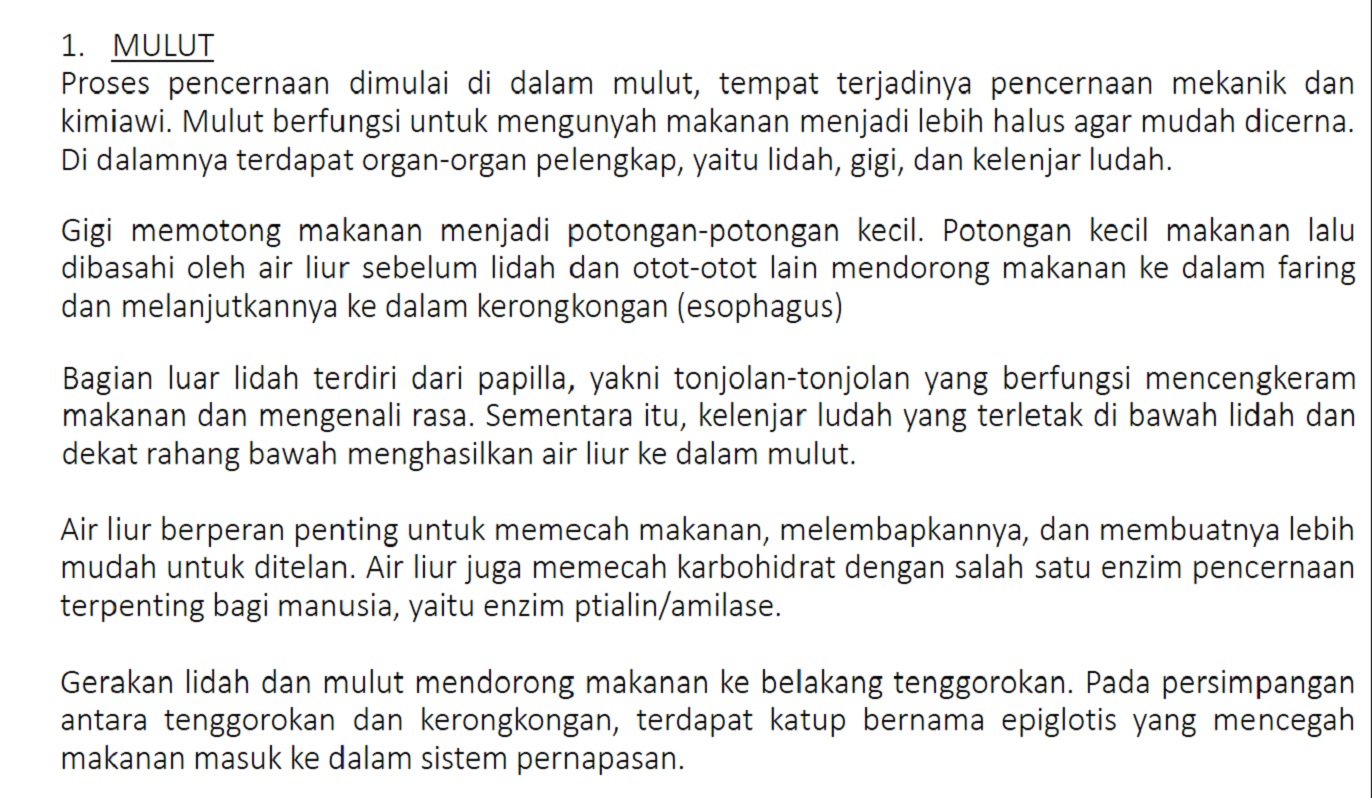 1. MULUT
Proses pencernaan dimulai di dalam mulut, tempat terjadinya pencernaan mekanik dan
kimiawi. Mulut berfungsi untuk mengunyah makanan menjadi lebih halus agar mudah dicerna.
Di dalamnya terdapat organ-organ pelengkap, yaitu lidah, gigi, dan kelenjar ludah.
Gigi memotong makanan menjadi potongan-potongan kecil. Potongan kecil makanan lalu
dibasahi oleh air liur sebelum lidah dan otot-otot lain mendorong makanan ke dalam faring
dan melanjutkannya ke dalam kerongkongan (esophagus)
Bagian luar lidah terdiri dari papilla, yakni tonjolan-tonjolan yang berfungsi mencengkeram
makanan dan mengenali rasa. Sementara itu, kelenjar ludah yang terletak di bawah lidah dan
dekat rahang bawah menghasilkan air liur ke dalam mulut.
Air liur berperan penting untuk memecah makanan, melembapkannya, dan membuatnya lebih
mudah untuk ditelan. Air liur juga memecah karbohidrat dengan salah satu enzim pencernaan
terpenting bagi manusia, yaitu enzim ptialin/amilase.
Gerakan lidah dan mulut mendorong makanan ke belakang tenggorokan. Pada persimpangan
antara tenggorokan dan kerongkongan, terdapat katup bernama epiglotis yang mencegah
makanan masuk ke dalam sistem pernapasan.